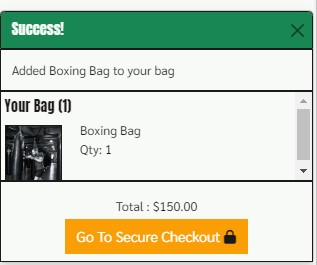 Success!
Added Boxing Bag to your bag
Your Bag (1)
Boxing Bag
Qty: 1
Total : $150.00
Go To Secure Checkout